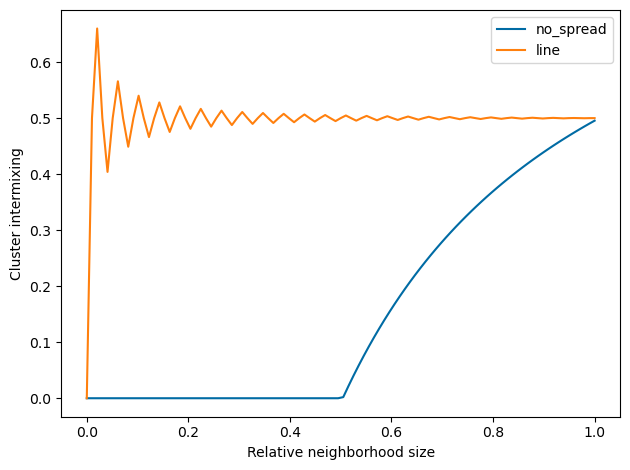 no_spread
line
0.6
0.5
0.4
0.3
0.2
0.1
0.0
Cluster intermixing
0.0 0.2 0.4 0.6 0.8 1.0
Relative neighborhood size